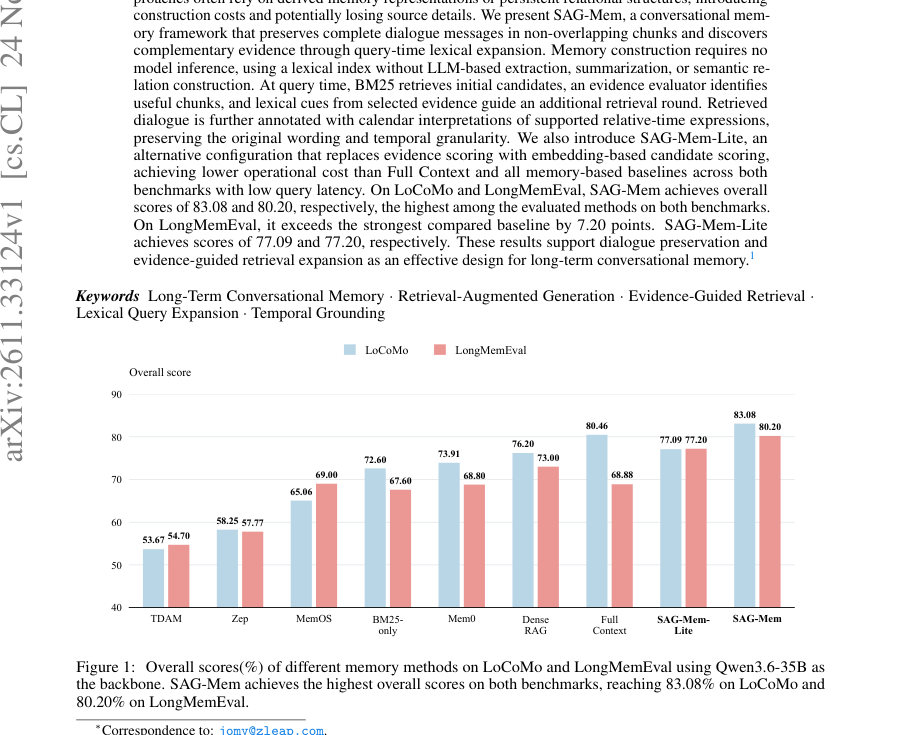 proaches often rely on derived memory representations or persistent relational structures, introducing
construction costs and potentially losing source details. We present SAG-Mem, a conversational mem-
ory framework that preserves complete dialogue messages in non-overlapping chunks and discovers
complementary evidence through query-time lexical expansion. Memory construction requires no
model inference, using a lexical index without LLM-based extraction, summarization, or semantic re-
lation construction. At query time, BM25 retrieves initial candidates, an evidence evaluator identifies
useful chunks, and lexical cues from selected evidence guide an additional retrieval round. Retrieved
dialogue is further annotated with calendar interpretations of supported relative-time expressions,
preserving the original wording and temporal granularity. We also introduce SAG-Mem-Lite, an
alternative configuration that replaces evidence scoring with embedding-based candidate scoring,
achieving lower operational cost than Full Context and all memory-based baselines across both
benchmarks with low query latency. On LoCoMo and LongMemEval, SAG-Mem achieves overall
scores of 83.08 and 80.20, respectively, the highest among the evaluated methods on both benchmarks.
On LongMemEval, it exceeds the strongest compared baseline by 7.20 points. SAG-Mem-Lite
achieves scores of 77.09 and 77.20, respectively. These results support dialogue preservation and
evidence-guided retrieval expansion as an effective design for long-term conversational memory.1
Keywords Long-Term Conversational Memory · Retrieval-Augmented Generation · Evidence-Guided Retrieval ·
Lexical Query Expansion · Temporal Grounding
LoCoMo LongMemEval
Overall score
90
80
70
60
50
40
53.67 54.70
58.25 57.77
65.06 69.00
72.60 67.60
73.91 68.80
76.20 73.00
80.46 68.88
77.09 77.20
83.08 80.20
TDAM
Zep
MemOS
BM25-
only
Mem0
Dense
RAG
Full
Context
SAG-Mem-
Lite
SAG-Mem
Figure 1: Overall scores(%) of different memory methods on LoCoMo and LongMemEval using Qwen3.6-35B as
the backbone. SAG-Mem achieves the highest overall scores on both benchmarks, reaching 83.08% on LoCoMo and
80.20% on LongMemEval.
*Correspondence to: jomy@zleap.com.
arXiv:2611.33124v1 [cs.CL] 24 No